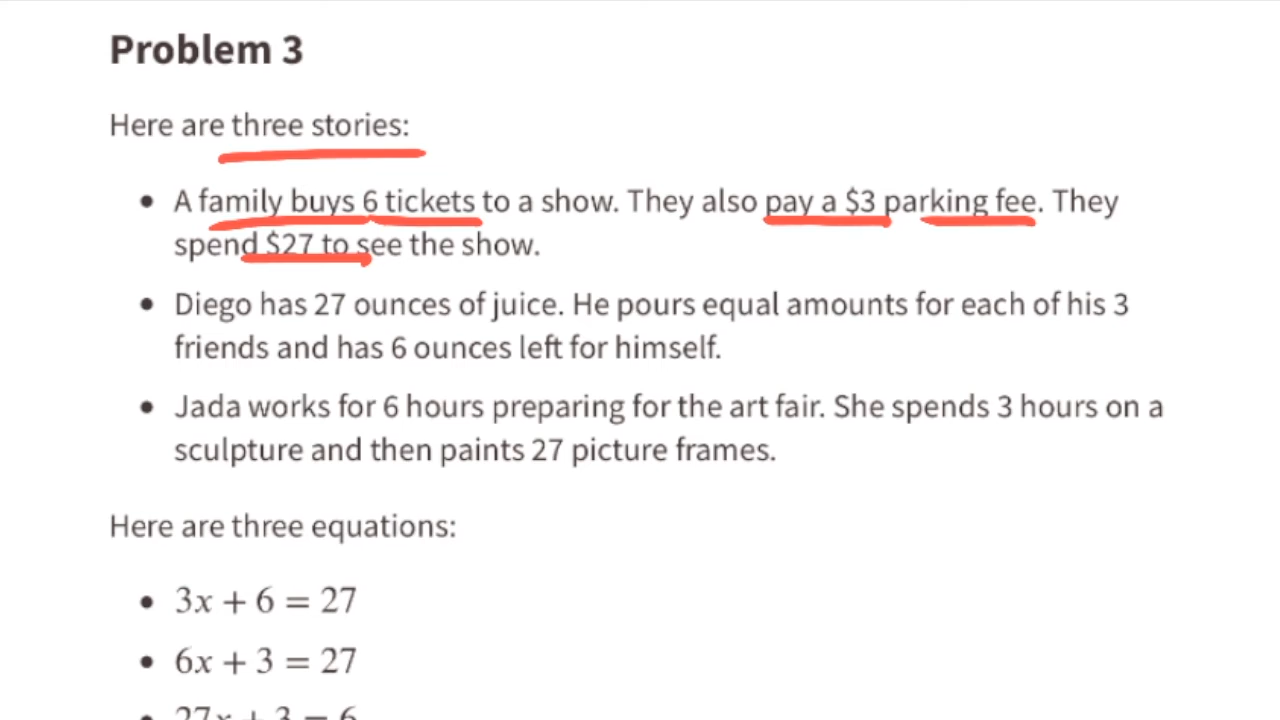 Problem 3
Here are three stories:
• A family buys 6 tickets to a show. They also pay a $3 parking fee. They
spend $27 to see the show.
• Diego has 27 ounces of juice. He pours equal amounts for each of his 3
friends and has 6 ounces left for himself.
• Jada works for 6 hours preparing for the art fair. She spends 3 hours on a
sculpture and then paints 27 picture frames.
Here are three equations:
• 3x + 6 = 27
• 6x + 3 = 27
• 27x + 3 = 6